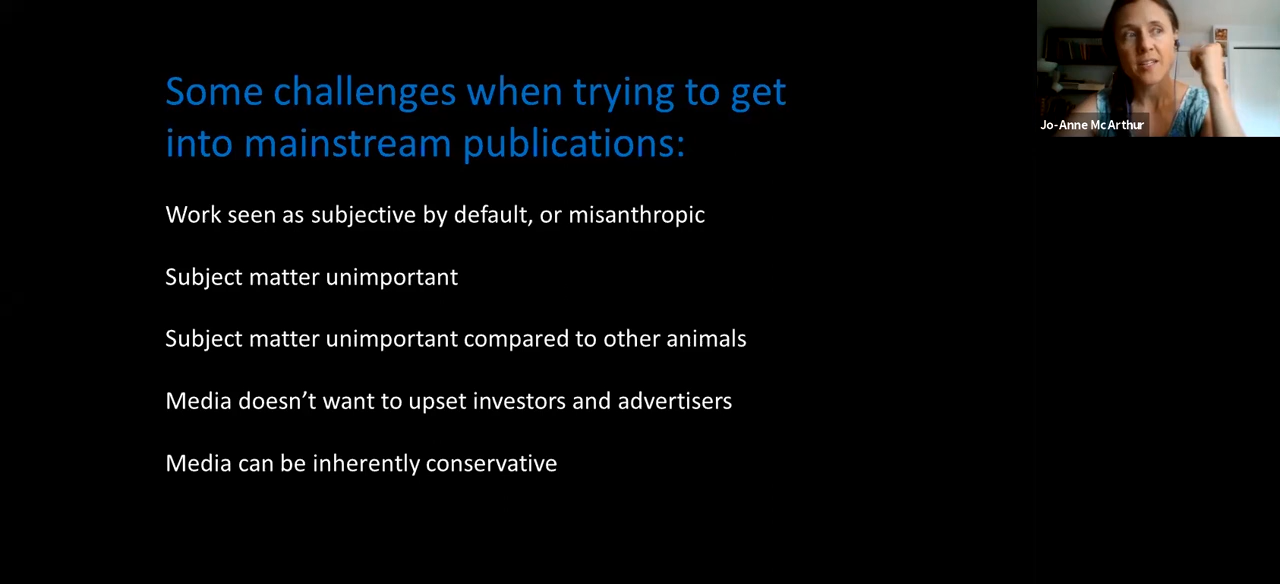 Some challenges when trying to get
into mainstream publications:
Work seen as subjective by default, or misanthropic
Subject matter unimportant
Subject matter unimportant compared to other animals
Media doesn’t want to upset investors and advertisers
Media can be inherently conservative
Jo-Anne McArthur